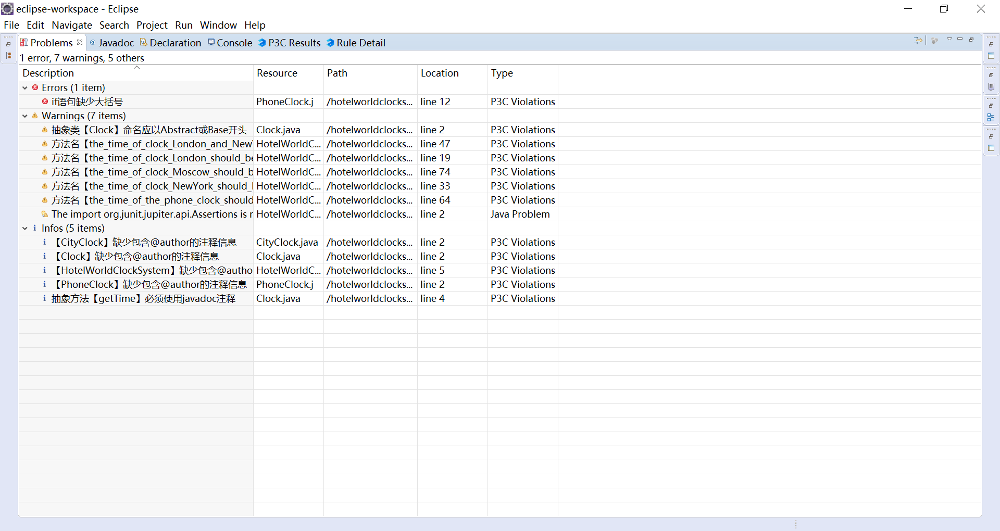 eclipse-workspace - Eclipse
File Edit Navigate Search Project Run Window Help
Problems @ Javadoc Declaration Console P3C Results Rule Detail
1 error, 7 warnings, 5 others
Description Resource Path Location Type
Errors (1 item)
if语句缺少大括号 PhoneClock.j /hotelworldclocks... line 12 P3C Violations
Warnings (7 items)
抽象类【Clock】命名应以Abstract或Base开头 Clock.java /hotelworldclocks... line 2 P3C Violations
方法名【the_time_of_clock_London_and_New HotelWorldC... /hotelworldclocks... line 47 P3C Violations
方法名【the_time_of_clock_London_should_be HotelWorldC... /hotelworldclocks... line 19 P3C Violations
方法名【the_time_of_clock_Moscow_should_b HotelWorldC... /hotelworldclocks... line 74 P3C Violations
方法名【the_time_of_clock_NewYork_should_ HotelWorldC... /hotelworldclocks... line 33 P3C Violations
方法名【the_time_of_the_phone_clock_should HotelWorldC... /hotelworldclocks... line 64 P3C Violations
The import org.junit.jupiter.api.Assertions is HotelWorldC... /hotelworldclocks... line 2 Java Problem
Infos (5 items)
【CityClock】缺少包含@author的注释信息 CityClock.java /hotelworldclocks... line 2 P3C Violations
【Clock】缺少包含@author的注释信息 Clock.java /hotelworldclocks... line 2 P3C Violations
【HotelWorldClockSystem】缺少包含@autho HotelWorldC... /hotelworldclocks... line 5 P3C Violations
【PhoneClock】缺少包含@author的注释信息 PhoneClock.j /hotelworldclocks... line 2 P3C Violations
抽象方法【getTime】必须使用javadoc注释 Clock.java /hotelworldclocks... line 4 P3C Violations